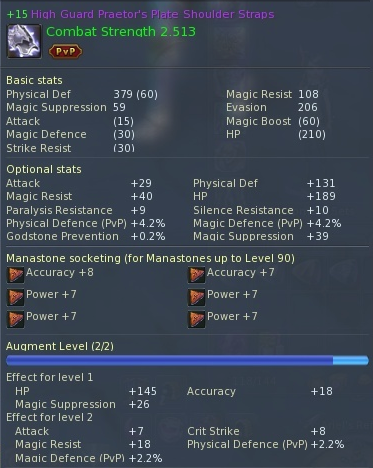 +15 High Guard Praetor's Plate Shoulder Straps
Combat Strength 2.513
PvP
Basic stats
Physical Def 379 (60) Magic Resist 108
Magic Suppression 59 Evasion 206
Attack (15) Magic Boost (60)
Magic Defence (30) HP (210)
Strike Resist (30)
Optional stats
Attack +29 Physical Def +131
Magic Resist +40 HP +189
Paralysis Resistance +9 Silence Resistance +10
Physical Defence (PvP) +4.2% Magic Defence (PvP) +4.2%
Godstone Prevention +0.2% Magic Suppression +39
Manastone socketing (for Manastones up to Level 90)
Accuracy +8 Accuracy +7
Power +7 Power +7
Power +7 Power +7
Augment Level (2/2)
Effect for level 1
HP +145 Accuracy +18
Magic Suppression +26
Effect for level 2
Attack +7 Crit Strike +8
Magic Resist +18 Physical Defence (PvP) +2.2%
Magic Defence (PvP) +2.2%